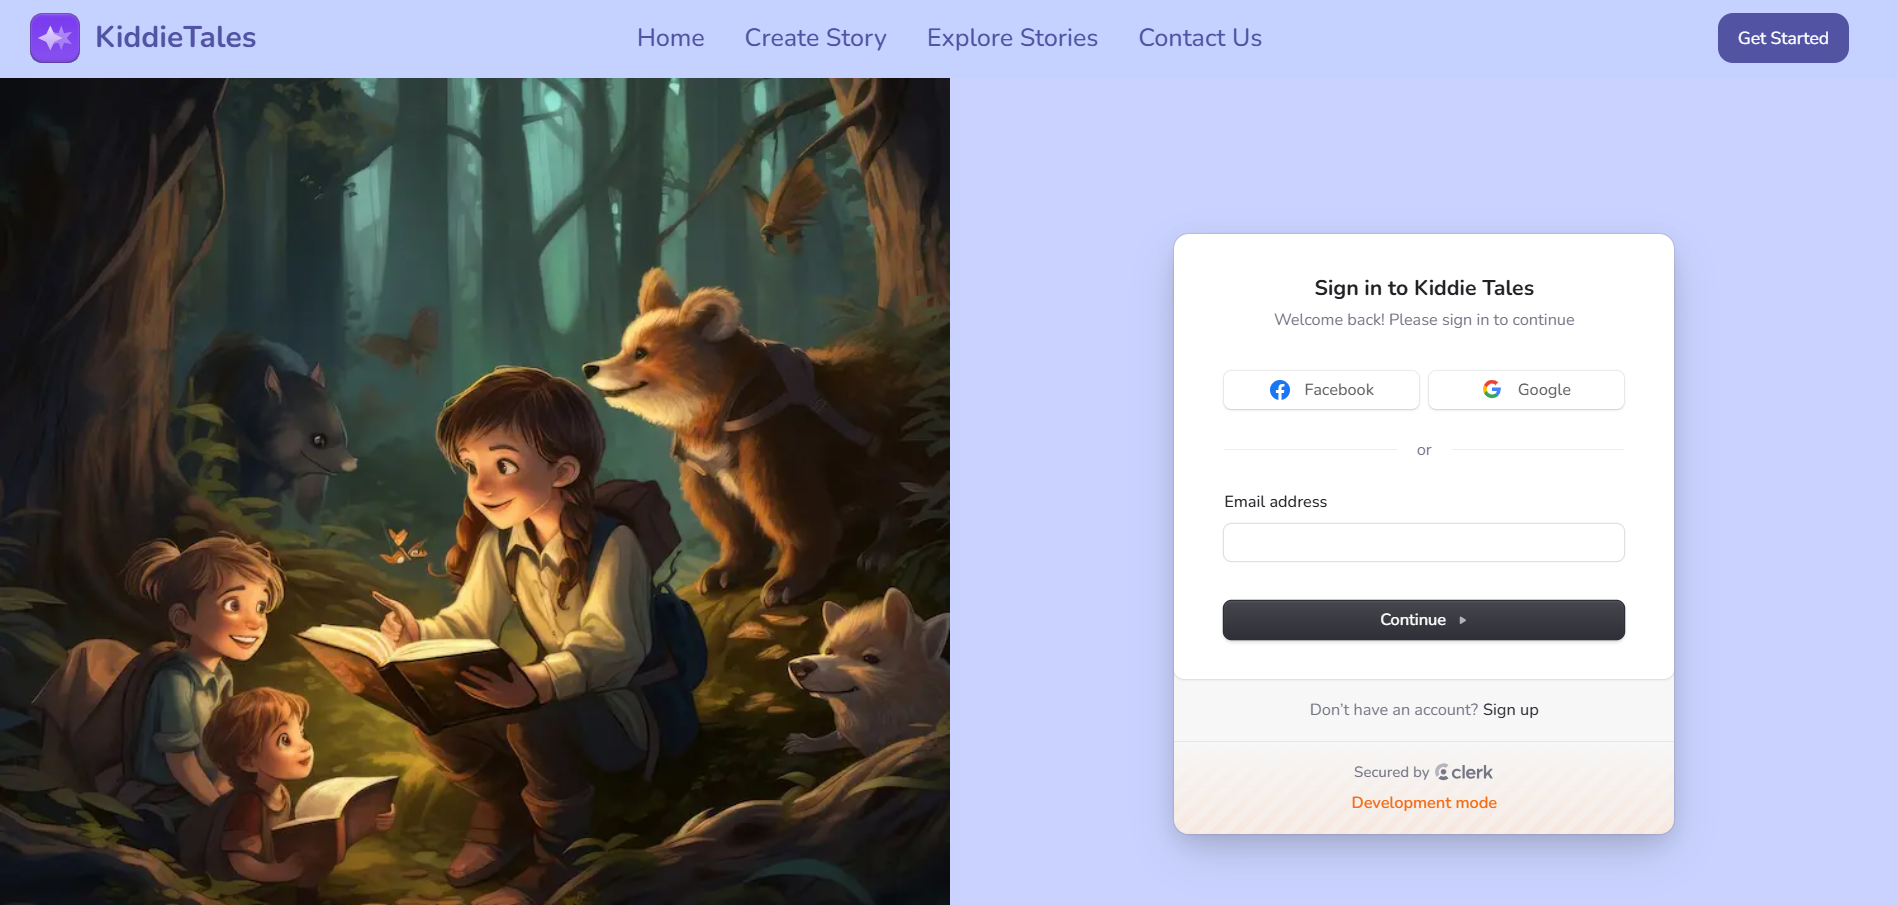 KiddieTales
Home Create Story Explore Stories Contact Us
Get Started
Sign in to Kiddie Tales
Welcome back! Please sign in to continue
Facebook Google
or
Email address
Continue
Don't have an account? Sign up
Secured by clerk
Development mode